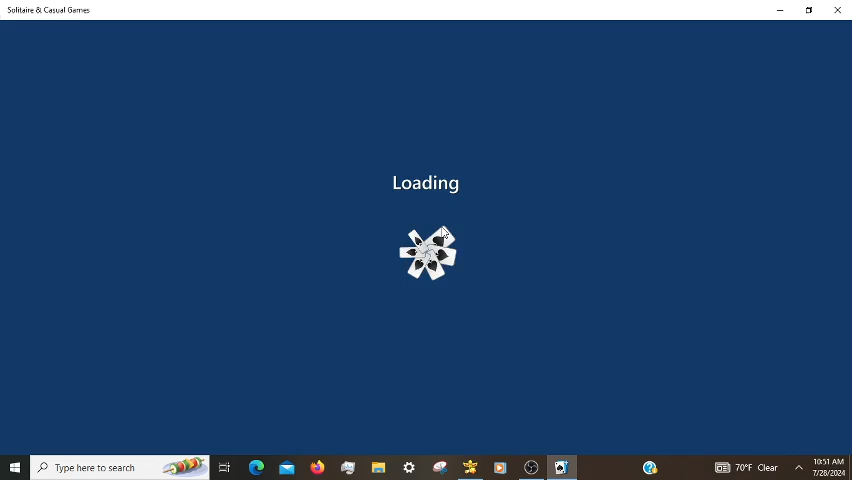 Solitaire & Casual Games
Loading
Type here to search
70°F Clear
10:51 AM
7/28/2024